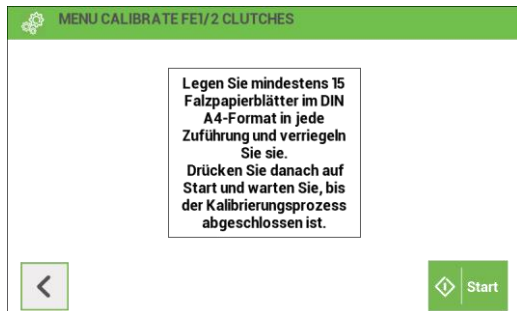 MENU CALIBRATE FE1/2 CLUTCHES
Legen Sie mindestens 15
Falzpapierblätter im DIN
A4-Format in jede
Zuführung und verriegeln
Sie sie.
Drücken Sie danach auf
Start und warten Sie, bis
der Kalibrierungsprozess
abgeschlossen ist.
Start